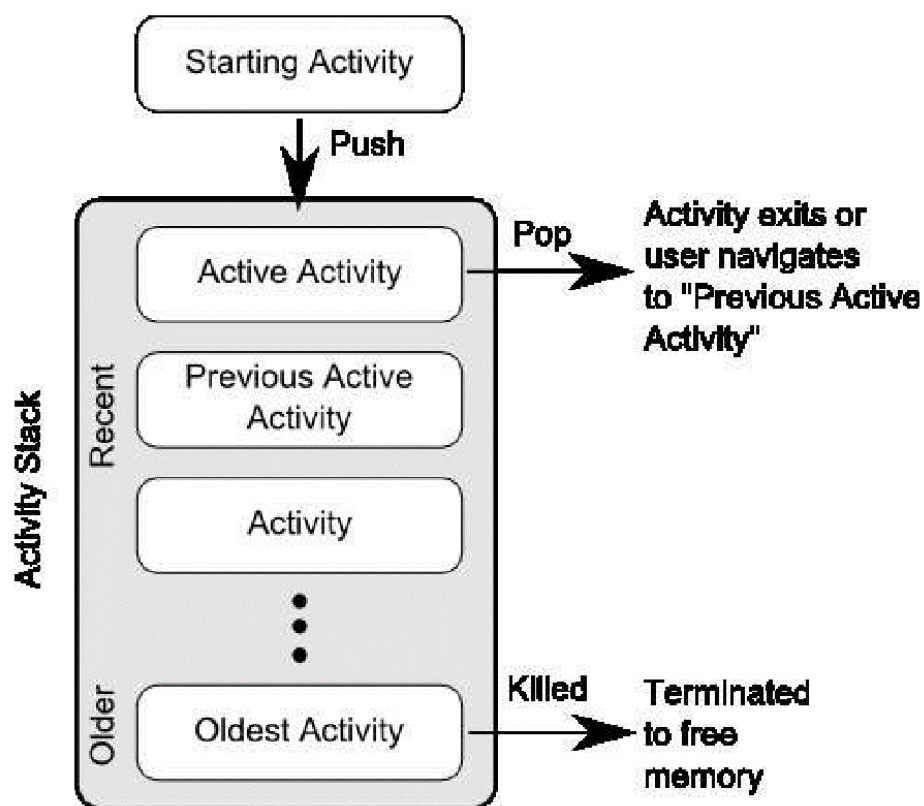 Starting Activity
Push
Active Activity
Pop
Activity exits or
user navigates
to "Previous Active
Activity"
Previous Active
Activity
Recent
Activity Stack
Activity
Older
Oldest Activity
Killed
Terminated
to free
memory